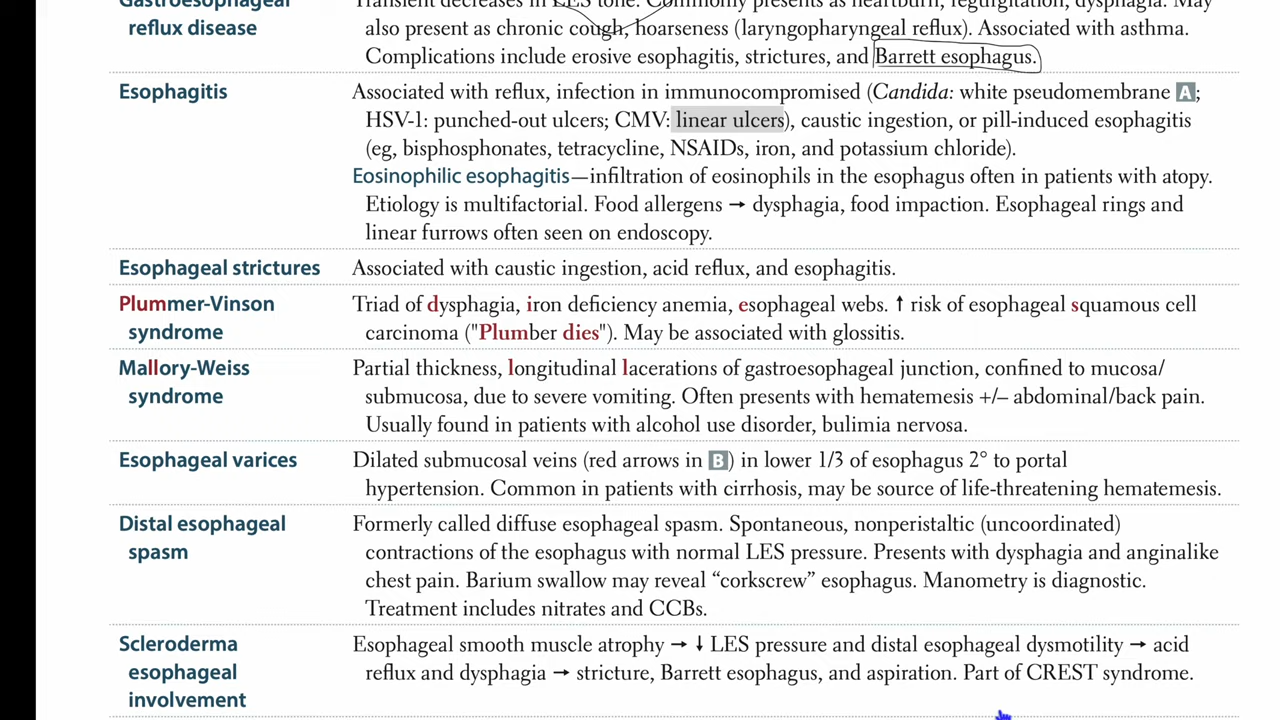 Gastroesophageal
reflux disease
Transient decreases in LES tone. Commonly presents as heartburn, regurgitation, dysphagia. May
also present as chronic cough, hoarseness (laryngopharyngeal reflux). Associated with asthma.
Complications include erosive esophagitis, strictures, and Barrett esophagus.
Esophagitis
Associated with reflux, infection in immunocompromised (Candida: white pseudomembrane A;
HSV-1: punched-out ulcers; CMV: linear ulcers), caustic ingestion, or pill-induced esophagitis
(eg, bisphosphonates, tetracycline, NSAIDs, iron, and potassium chloride).
Eosinophilic esophagitis—infiltration of eosinophils in the esophagus often in patients with atopy.
Etiology is multifactorial. Food allergens → dysphagia, food impaction. Esophageal rings and
linear furrows often seen on endoscopy.
Esophageal strictures
Associated with caustic ingestion, acid reflux, and esophagitis.
Plummer-Vinson
syndrome
Triad of dysphagia, iron deficiency anemia, esophageal webs. ↑ risk of esophageal squamous cell
carcinoma ("Plumber dies"). May be associated with glossitis.
Mallory-Weiss
syndrome
Partial thickness, longitudinal lacerations of gastroesophageal junction, confined to mucosa/
submucosa, due to severe vomiting. Often presents with hematemesis +/– abdominal/back pain.
Usually found in patients with alcohol use disorder, bulimia nervosa.
Esophageal varices
Dilated submucosal veins (red arrows in B) in lower 1/3 of esophagus 2° to portal
hypertension. Common in patients with cirrhosis, may be source of life-threatening hematemesis.
Distal esophageal
spasm
Formerly called diffuse esophageal spasm. Spontaneous, nonperistaltic (uncoordinated)
contractions of the esophagus with normal LES pressure. Presents with dysphagia and anginalike
chest pain. Barium swallow may reveal “corkscrew” esophagus. Manometry is diagnostic.
Treatment includes nitrates and CCBs.
Scleroderma
esophageal
involvement
Esophageal smooth muscle atrophy → ↓ LES pressure and distal esophageal dysmotility → acid
reflux and dysphagia → stricture, Barrett esophagus, and aspiration. Part of CREST syndrome.